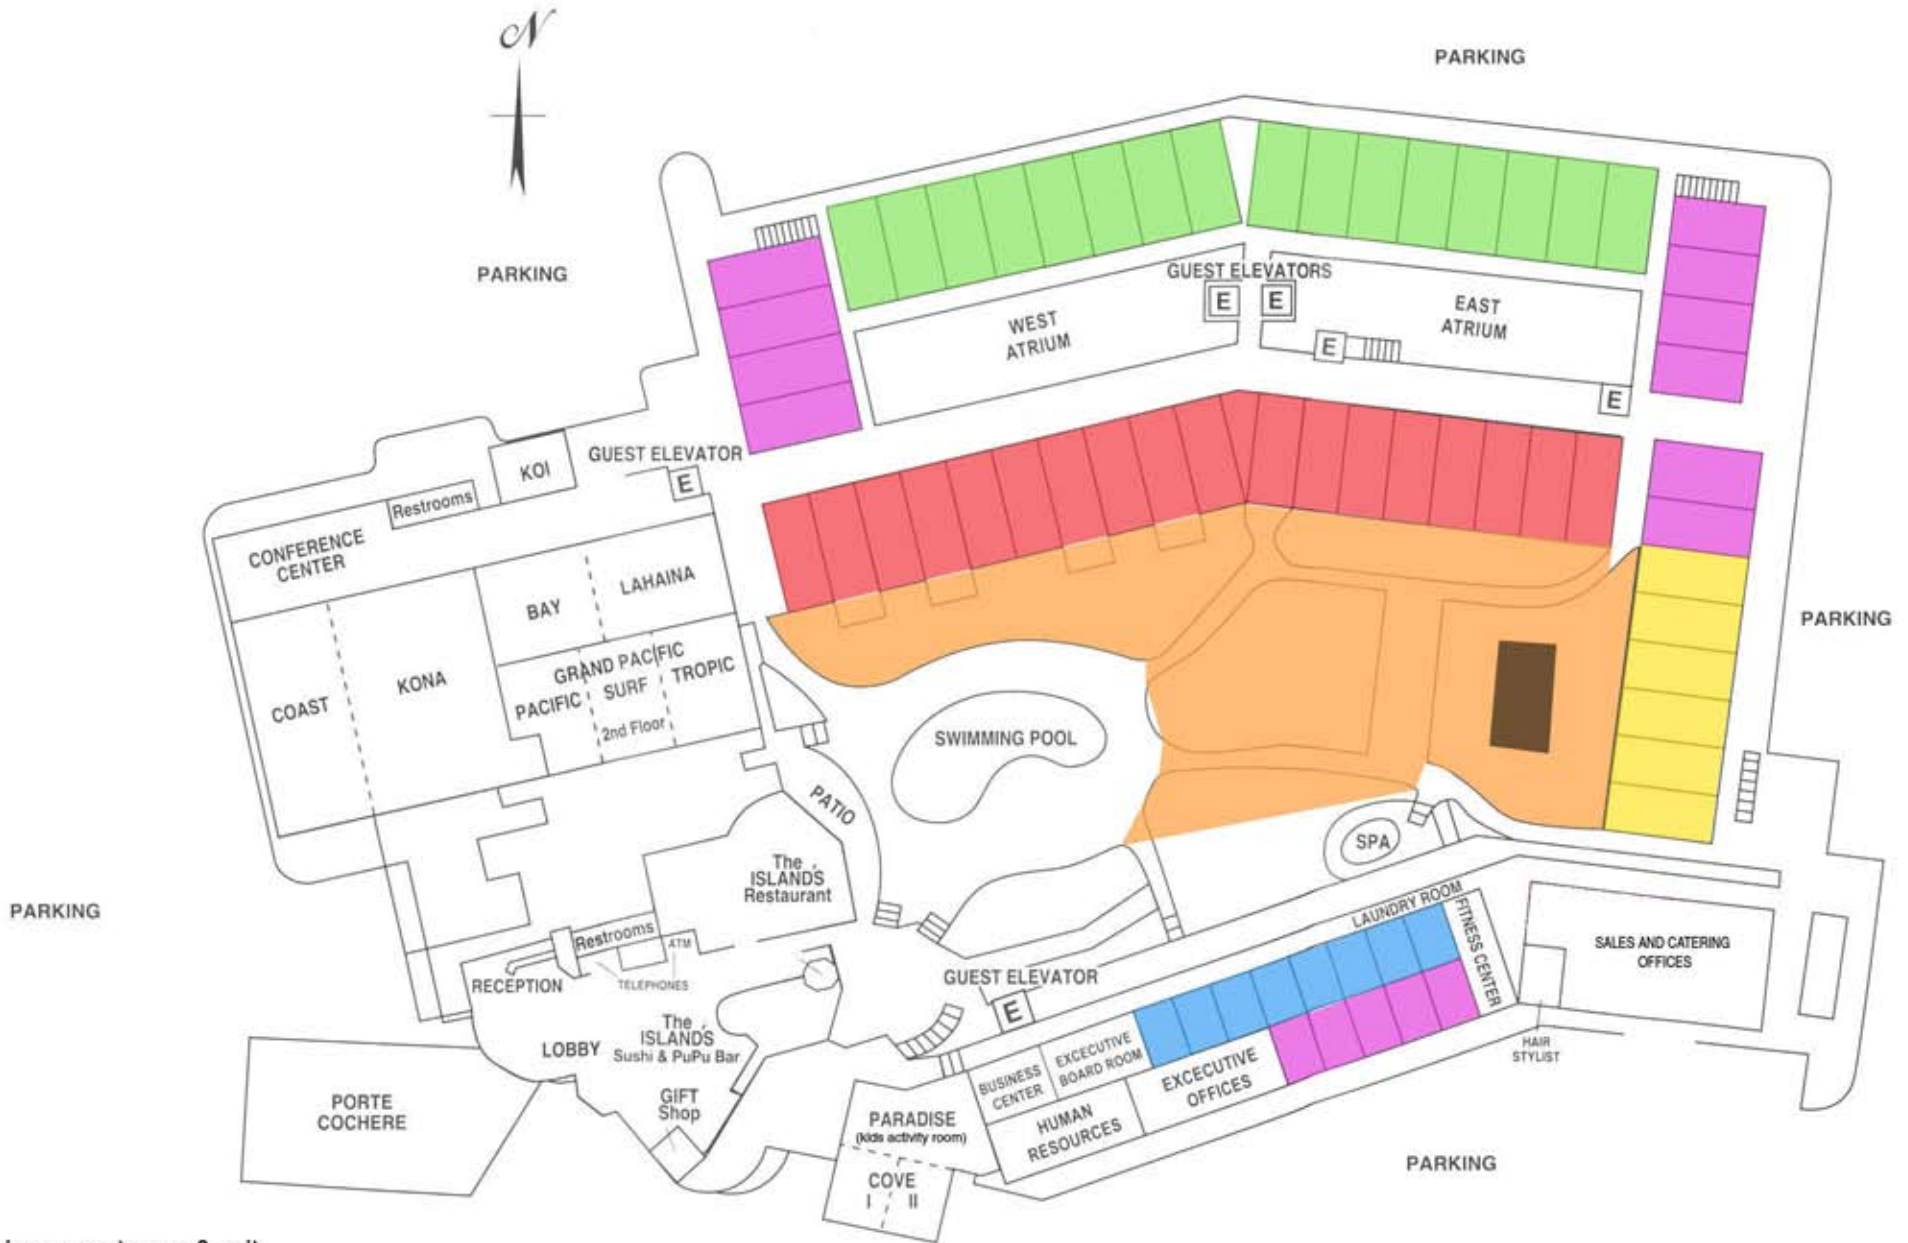 N
PARKING
PARKING
GUEST ELEVATORS
E
E
WEST
ATRIUM
EAST
ATRIUM
E
E
GUEST ELEVATOR
E
KOI
Restrooms
CONFERENCE
CENTER
BAY
LAHAINA
COAST
KONA
GRAND PACIFIC
PACIFIC
SURF
TROPIC
2nd Floor
PARKING
SWIMMING POOL
PATIO
SPA
The
ISLANDS
Restaurant
PARKING
Restrooms
ATM
RECEPTION
TELEPHONES
LAUNDRY ROOM
FITNESS CENTER
SALES AND CATERING
OFFICES
GUEST ELEVATOR
E
LOBBY
The
ISLANDS
Sushi & PuPu Bar
GIFT
Shop
HAIR
STYLIST
BUSINESS
CENTER
EXCECUTIVE
BOARD ROOM
EXCECUTIVE
OFFICES
HUMAN
RESOURCES
PORTE
COCHERE
PARADISE
(kids activity room)
COVE
I
II
PARKING